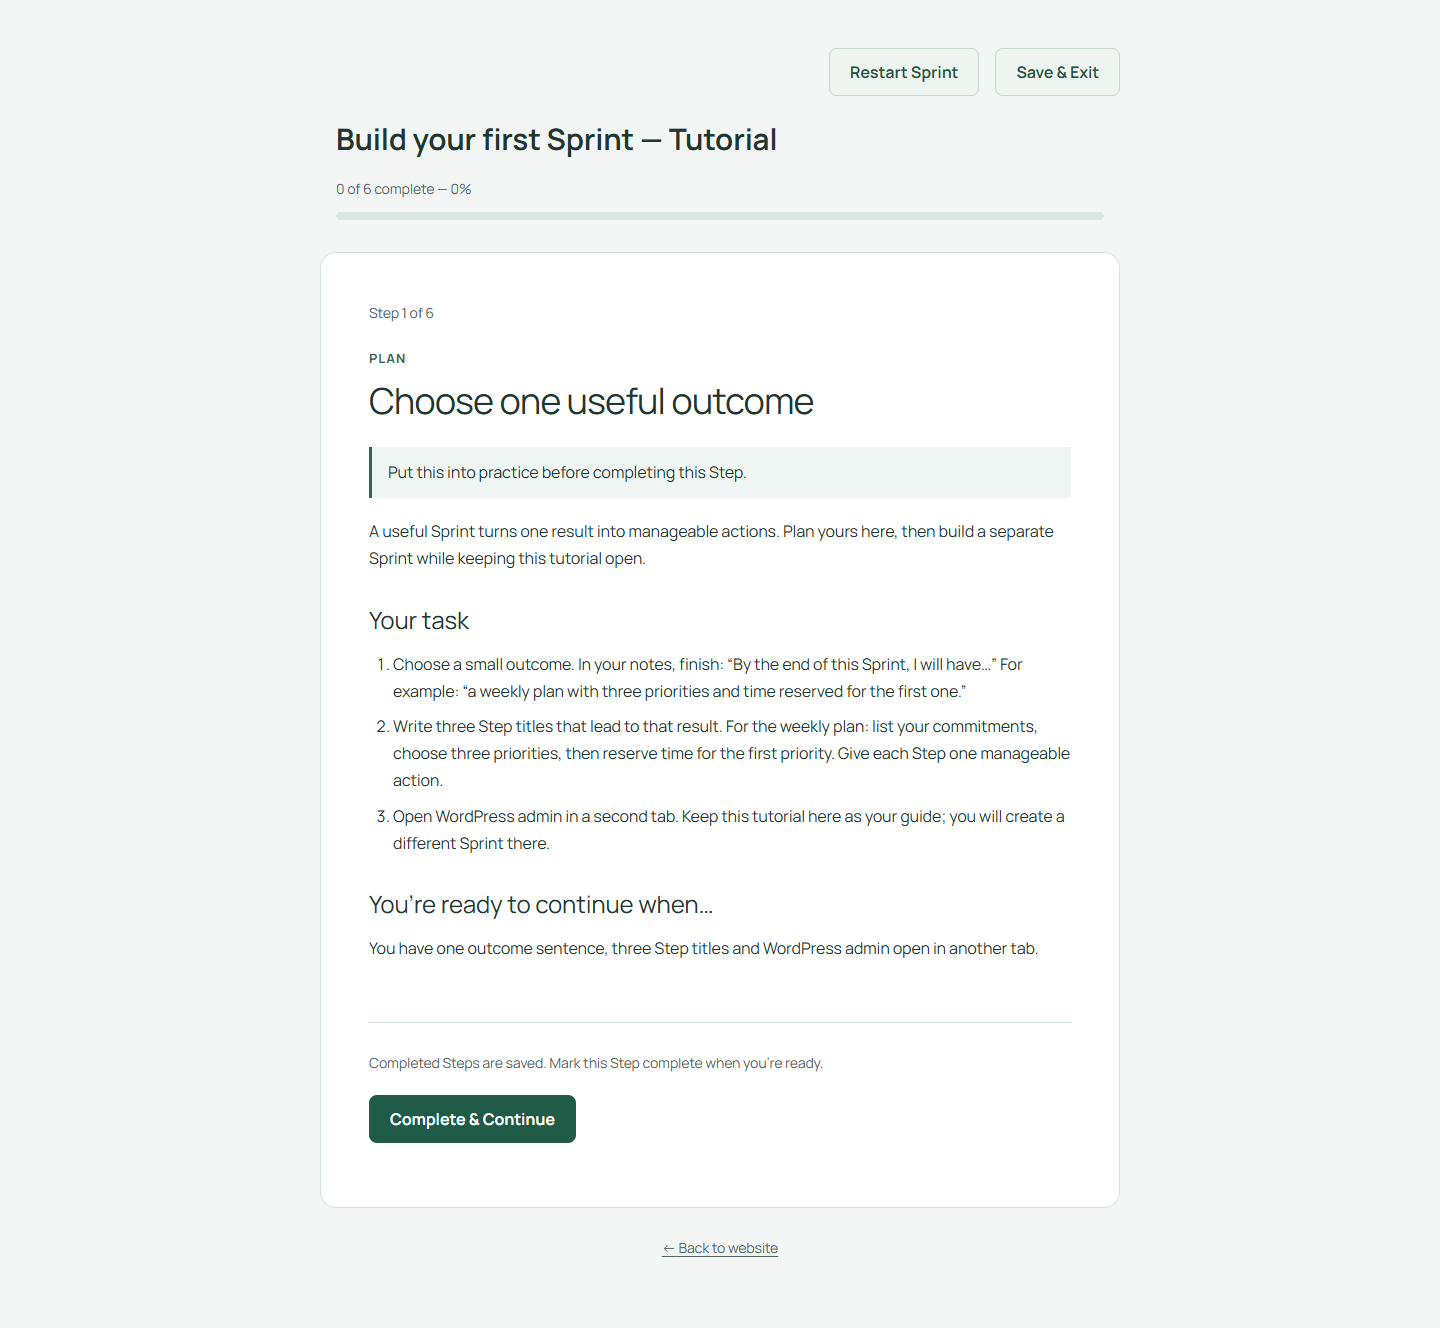 Restart Sprint
Save & Exit
Build your first Sprint — Tutorial
0 of 6 complete — 0%
Step 1 of 6
PLAN
Choose one useful outcome
Put this into practice before completing this Step.
A useful Sprint turns one result into manageable actions. Plan yours here, then build a separate
Sprint while keeping this tutorial open.
Your task
1. Choose a small outcome. In your notes, finish: “By the end of this Sprint, I will have…” For
example: “a weekly plan with three priorities and time reserved for the first one.”
2. Write three Step titles that lead to that result. For the weekly plan: list your commitments,
choose three priorities, then reserve time for the first priority. Give each Step one manageable
action.
3. Open WordPress admin in a second tab. Keep this tutorial here as your guide; you will create a
different Sprint there.
You’re ready to continue when…
You have one outcome sentence, three Step titles and WordPress admin open in another tab.
Completed Steps are saved. Mark this Step complete when you’re ready.
Complete & Continue
← Back to website